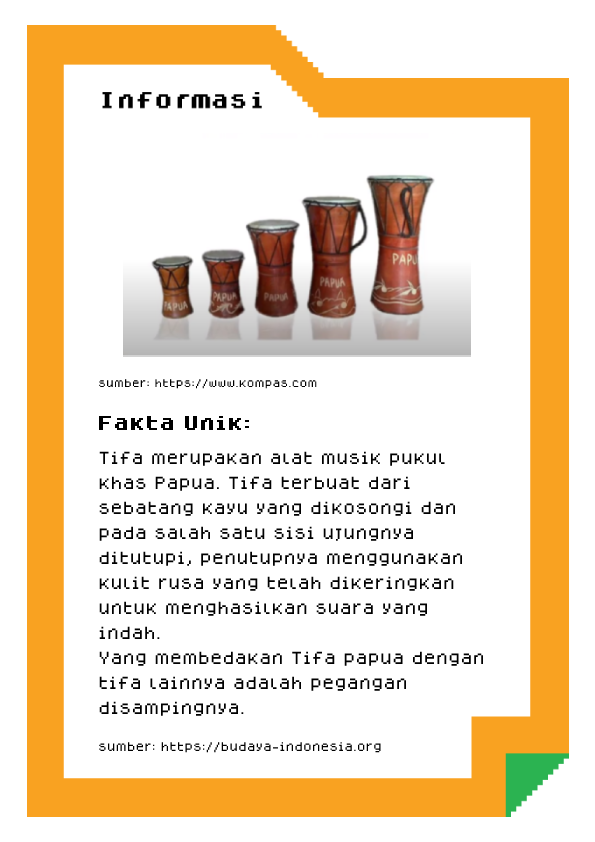 Informasi
PAPUA
PAPUA
PAPUA
PAPUA
PAPU
sumber: https://www.kompas.com
Fakta Unik:
Tifa merupakan alat musik pukul
khas Papua. Tifa terbuat dari
sebatang kayu yang dikosongi dan
pada salah satu sisi ujungnya
ditutupi, penutupnya menggunakan
kulit rusa yang telah dikeringkan
untuk menghasilkan suara yang
indah.
Yang membedakan Tifa papua dengan
tifa lainnya adalah pegangan
disampingnya.
sumber: https://budaya-indonesia.org